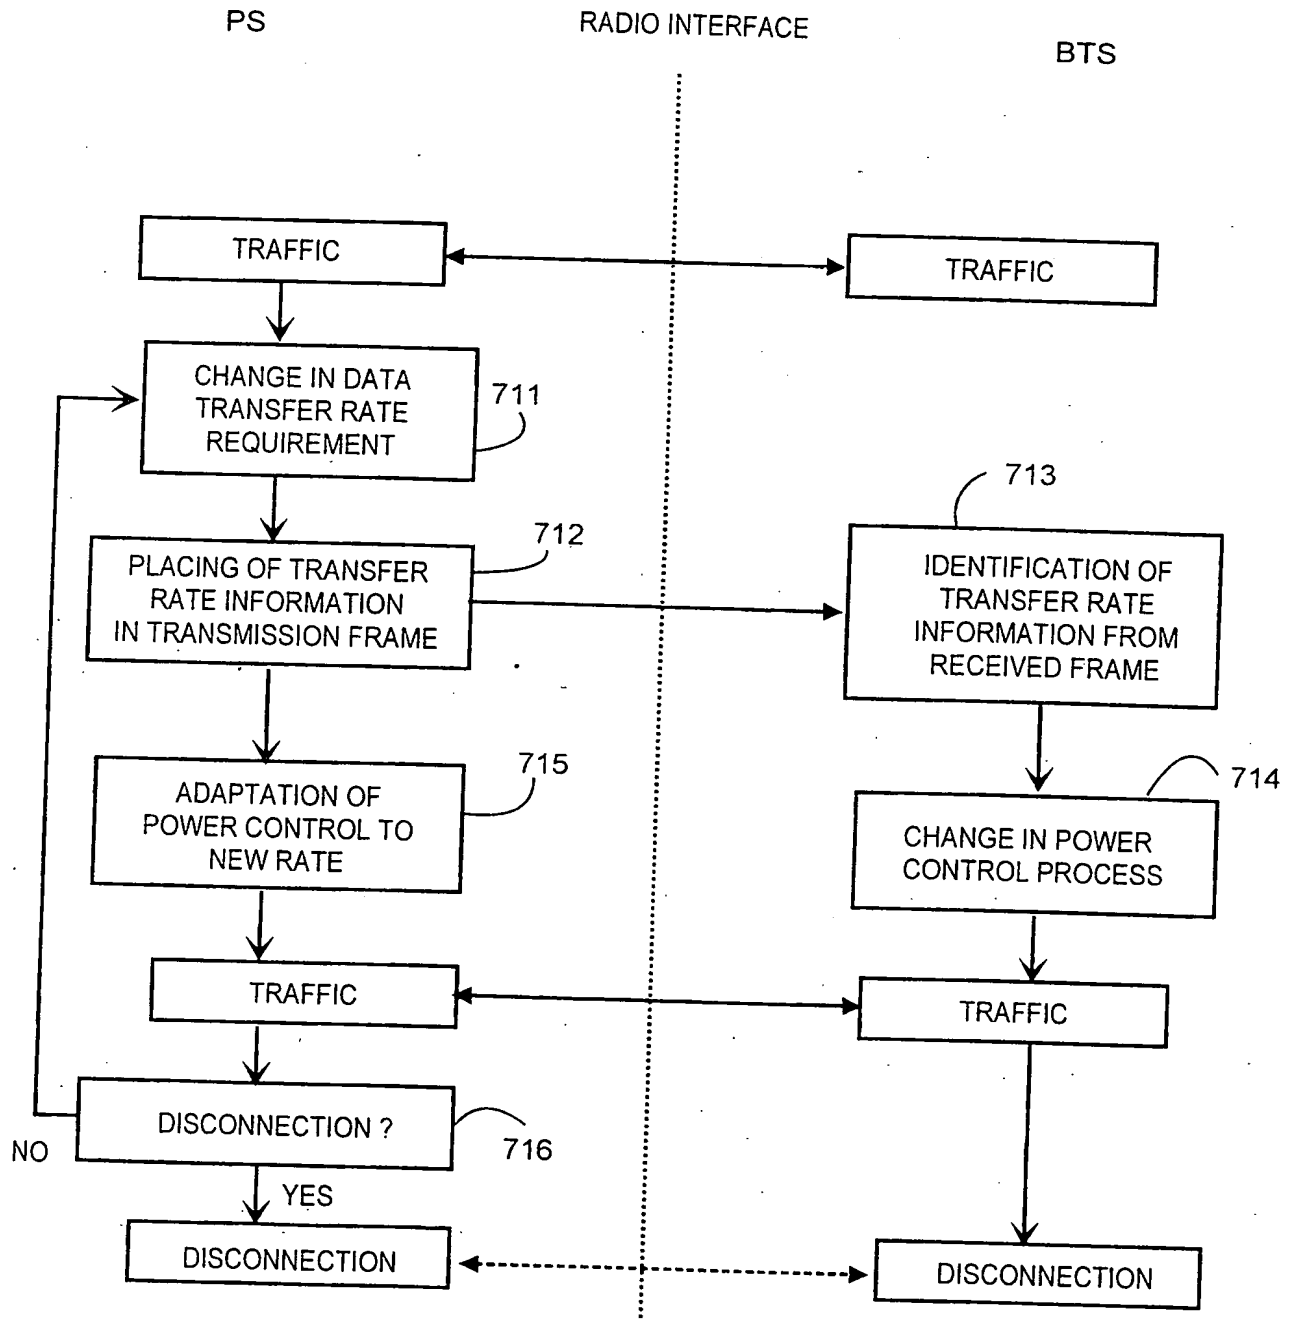 PS
RADIO INTERFACE
BTS
TRAFFIC
TRAFFIC
CHANGE IN DATA
TRANSFER RATE
REQUIREMENT
711
712
PLACING OF TRANSFER
RATE INFORMATION
IN TRANSMISSION FRAME
713
IDENTIFICATION OF
TRANSFER RATE
INFORMATION FROM
RECEIVED FRAME
715
ADAPTATION OF
POWER CONTROL TO
NEW RATE
714
CHANGE IN POWER
CONTROL PROCESS
TRAFFIC
TRAFFIC
DISCONNECTION ?
716
NO
YES
DISCONNECTION
DISCONNECTION